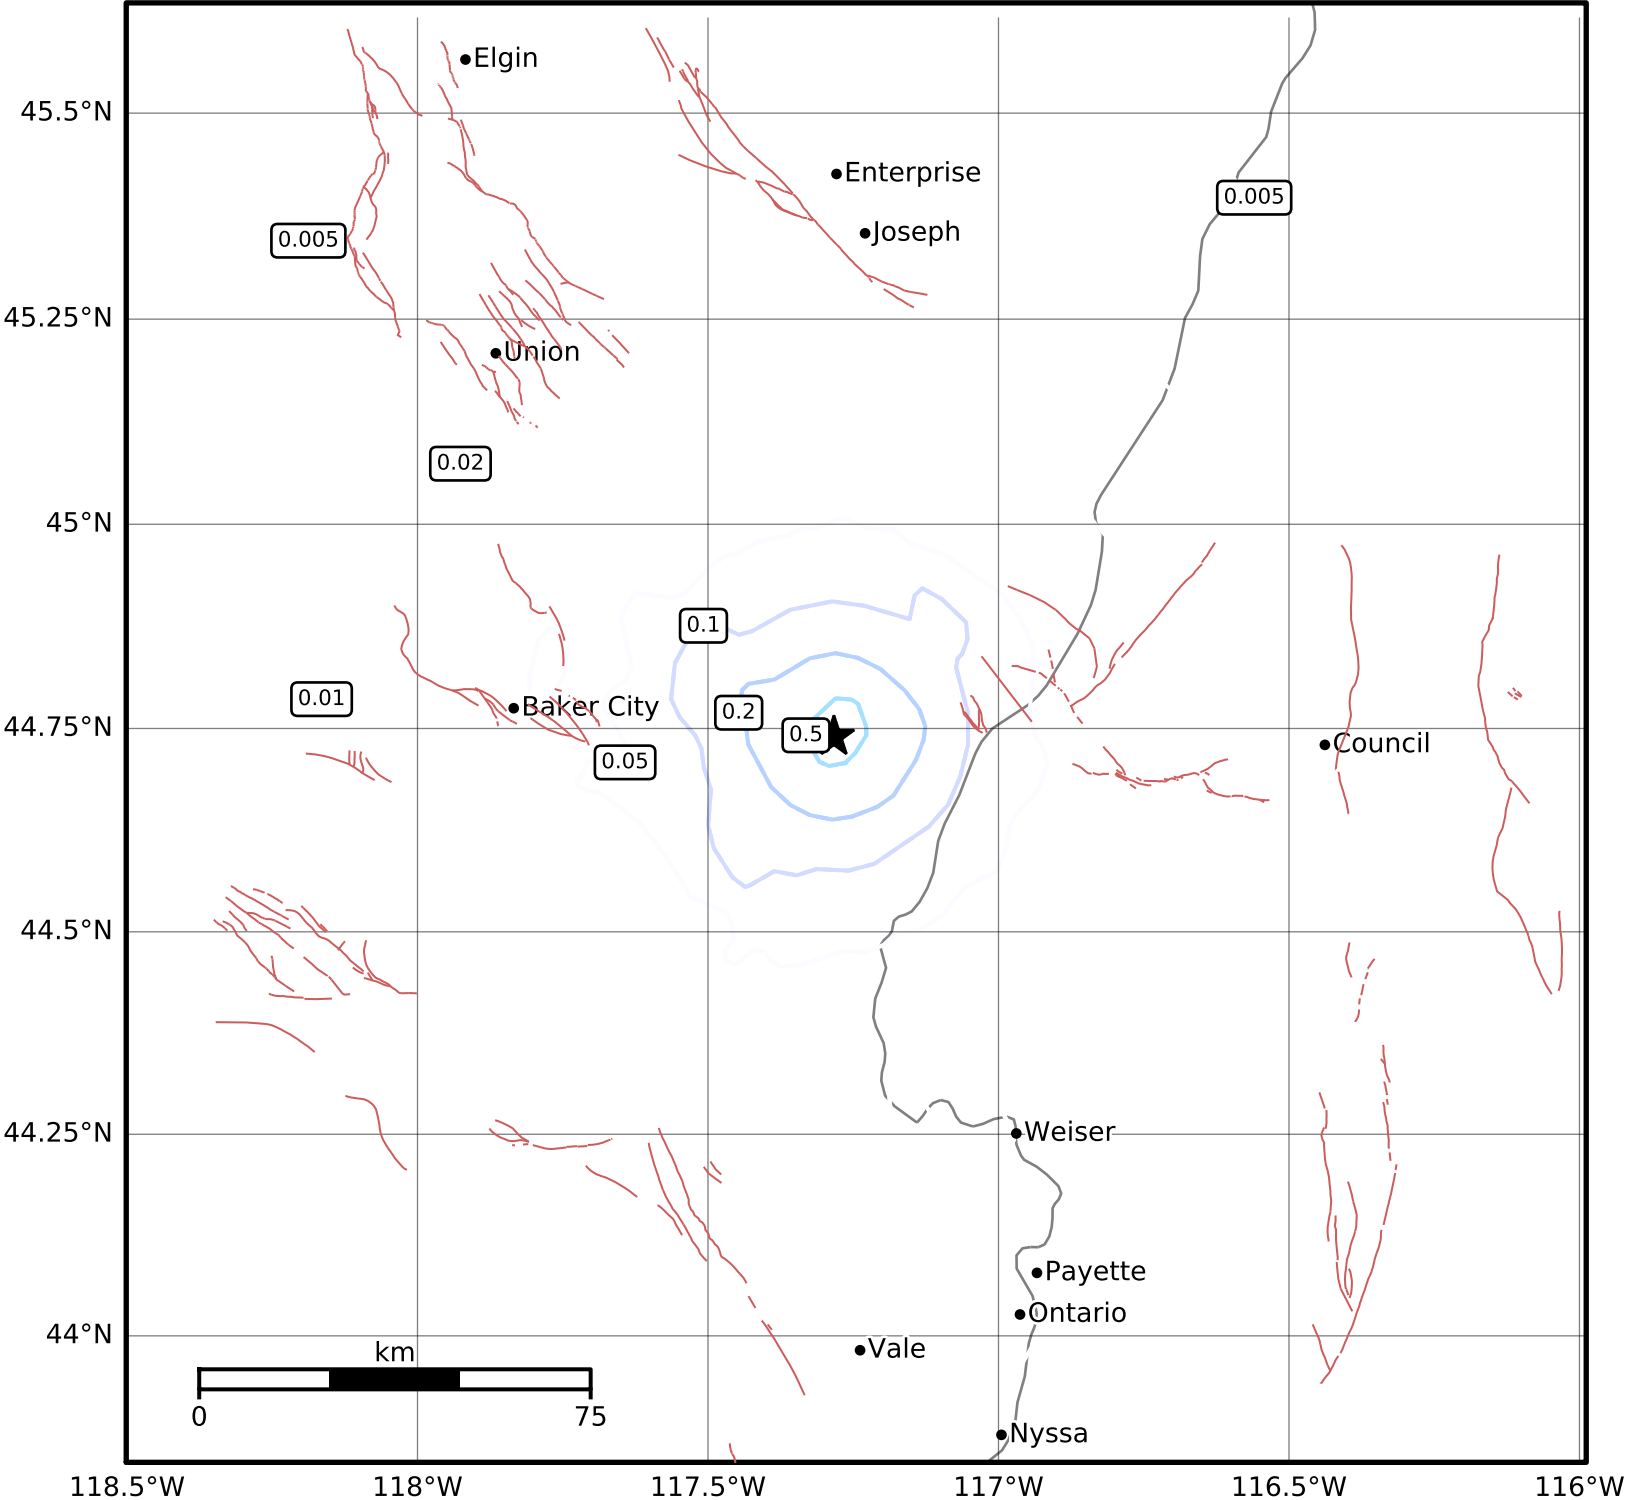 Elgin
45.5°N
Enterprise
0.005
Joseph
0.005
45.25°N
Union
0.02
45°N
0.1
0.01
Baker City
0.2
44.75°N
0.5
Council
0.05
44.5°N
44.25°N
Weiser
Payette
Ontario
44°N
Vale
km
0 75
Nyssa
118.5°W 118°W 117.5°W 117°W 116.5°W 116°W